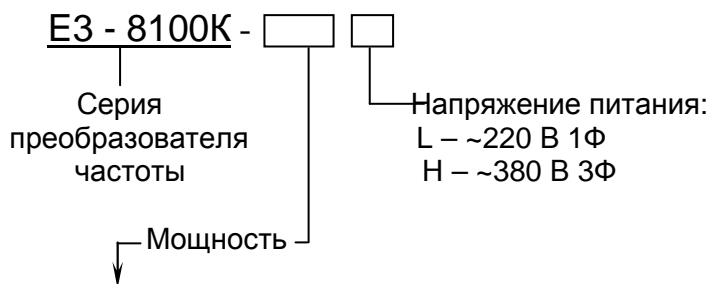 Е3 - 8100К -
Серия
преобразователя
частоты
Напряжение питания:
L – ~220 В 1Ф
Н – ~380 В 3Ф
Мощность